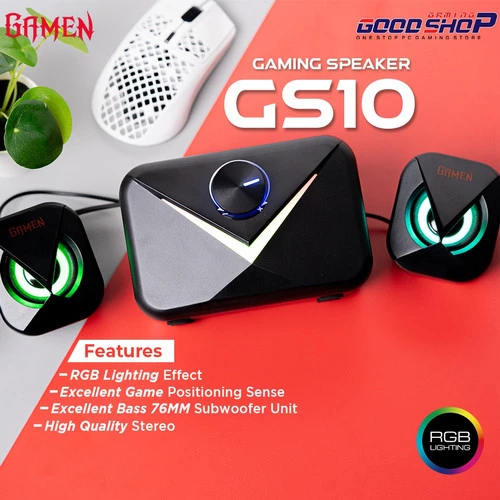 GAMEN
GAMING
GOODSHOP
ONE STOP PC GAMING STORE
GAMING SPEAKER
GS10
GAMEN
GAMEN
Features
– RGB Lighting Effect
– Excellent Game Positioning Sense
– Excellent Bass 76MM Subwoofer Unit
– High Quality Stereo
RGB
LIGHTING